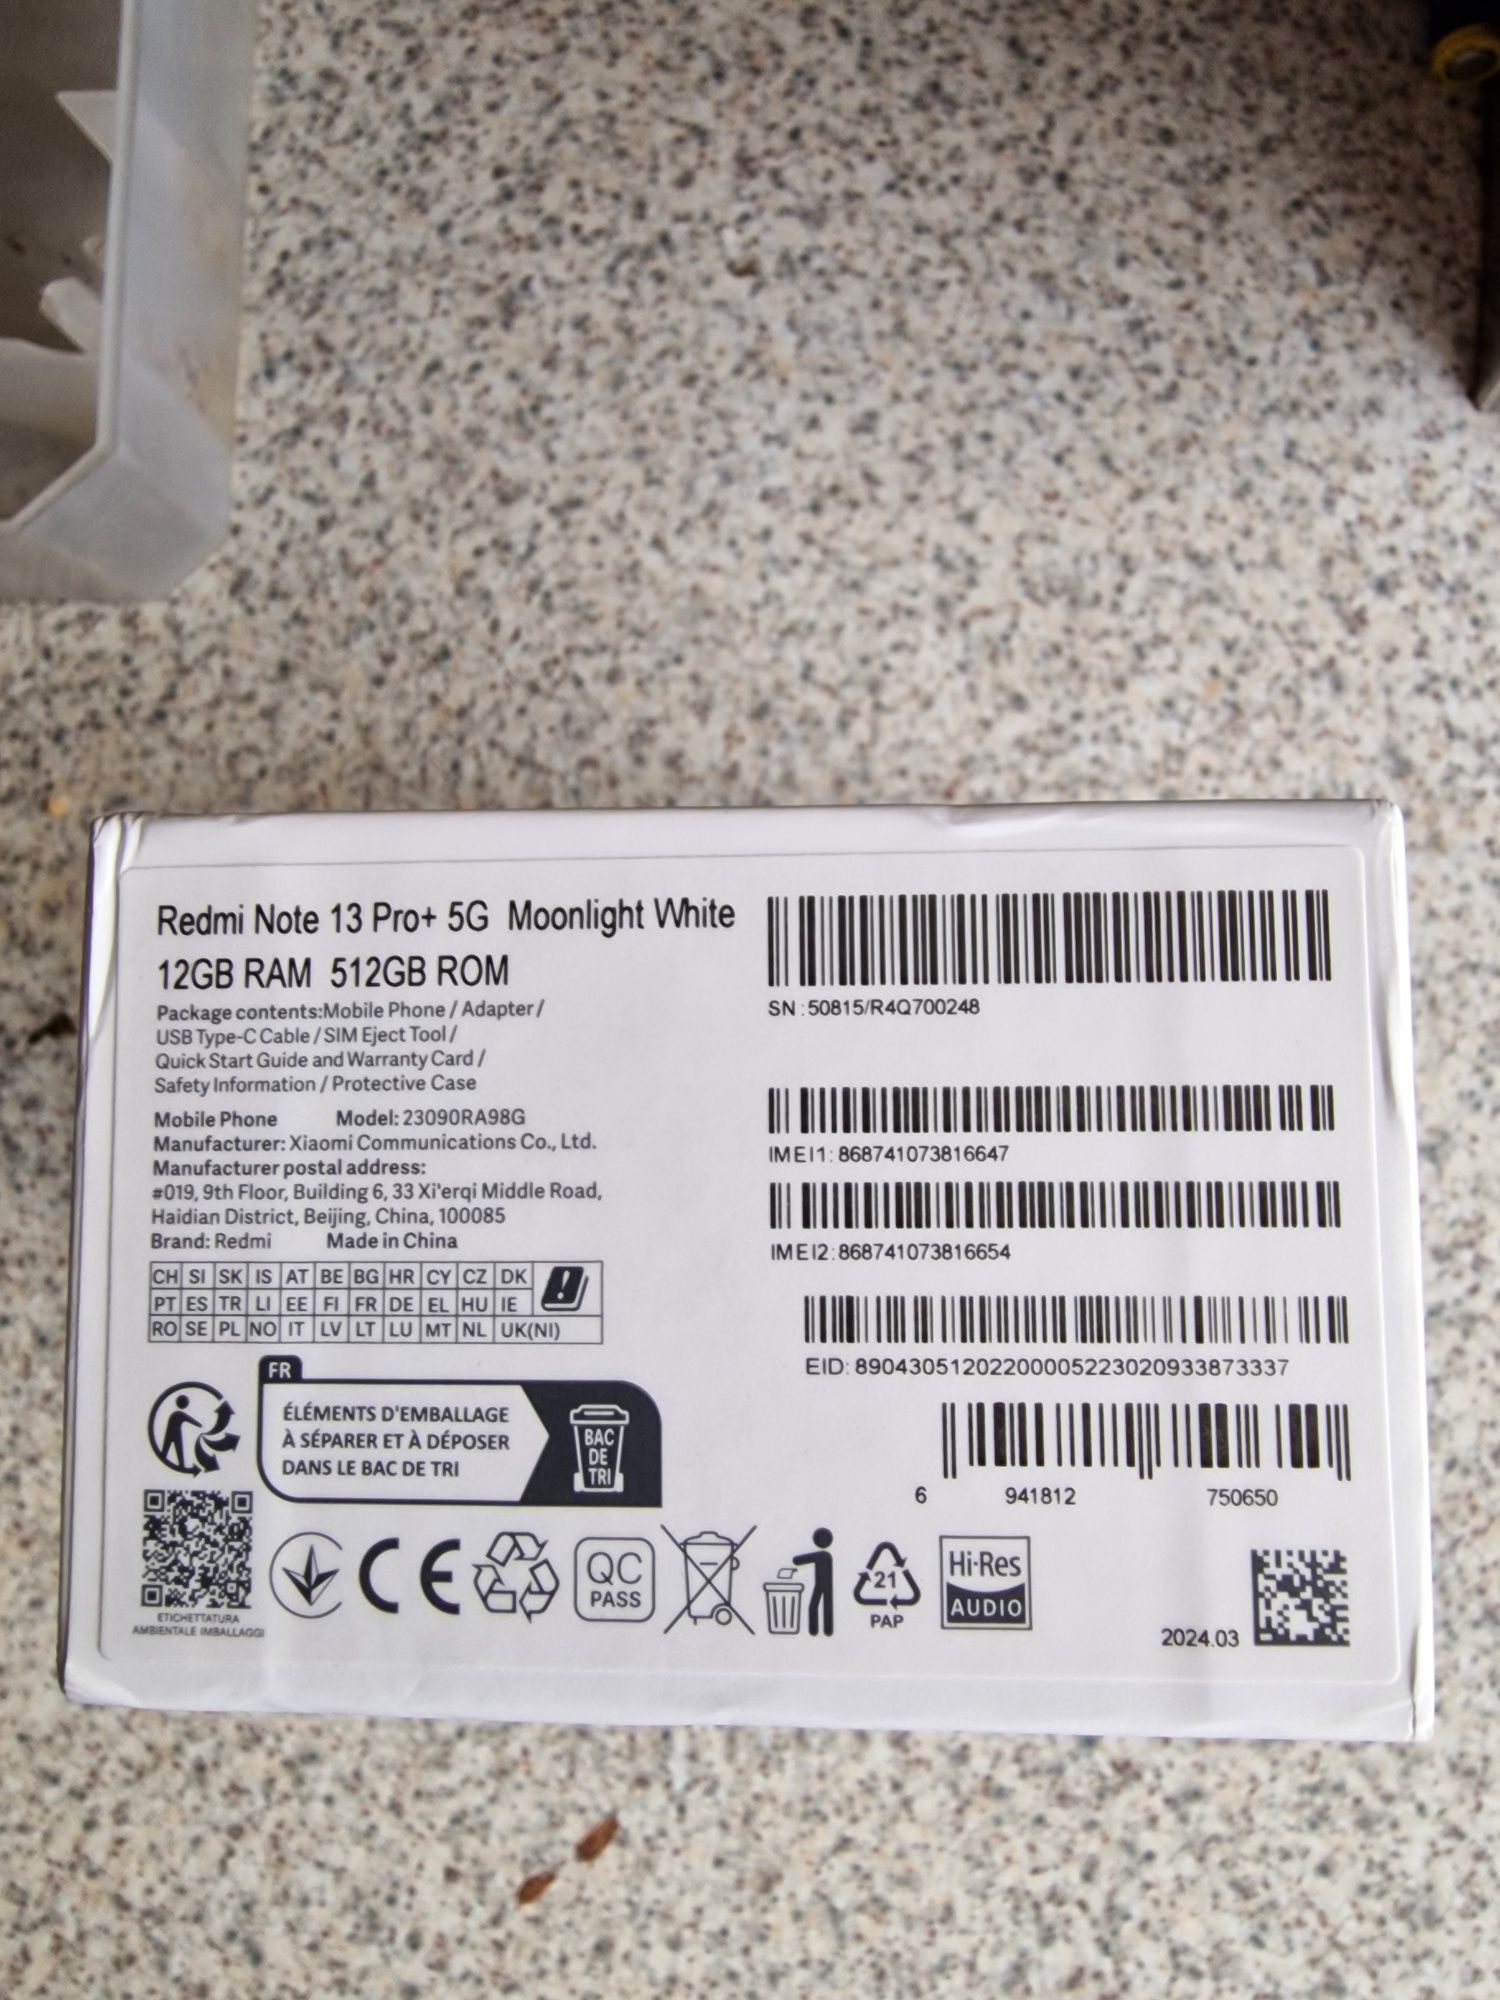 Redmi Note 13 Pro+ 5G Moonlight White
12GB RAM 512GB ROM
Package contents:Mobile Phone / Adapter /
USB Type-C Cable / SIM Eject Tool /
Quick Start Guide and Warranty Card /
Safety Information / Protective Case
Mobile Phone Model: 23090RA98G
Manufacturer: Xiaomi Communications Co., Ltd.
Manufacturer postal address:
#019, 9th Floor, Building 6, 33 Xi'erqi Middle Road,
Haidian District, Beijing, China, 100085
Brand: Redmi Made in China
CH SI SK IS AT BE BG HR CY CZ DK
PT ES TR LI EE FI FR DE EL HU IE
RO SE PL NO IT LV LT LU MT NL UK(NI)
FR
ÉLÉMENTS D'EMBALLAGE
À SÉPARER ET À DÉPOSER
DANS LE BAC DE TRI
BAC
DE
TRI
ETICHETTATURA
AMBIENTALE IMBALLAGGI
CE
QC
PASS
21
PAP
Hi-Res
AUDIO
SN:50815/R4Q700248
IMEI1:868741073816647
IMEI2:868741073816654
EID: 89043051202200005223020933873337
6 941812 750650
2024.03